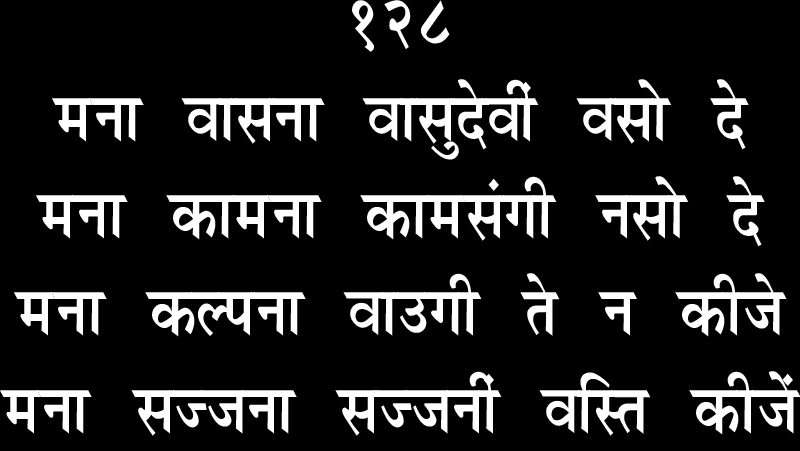 १२८
मना वासना वासुदेवीं वसो दे
मना कामना कामसंगी नसो दे
मना कल्पना वाउगी ते न कीजे
मना सज्जना सज्जनीं वस्ति कीजें